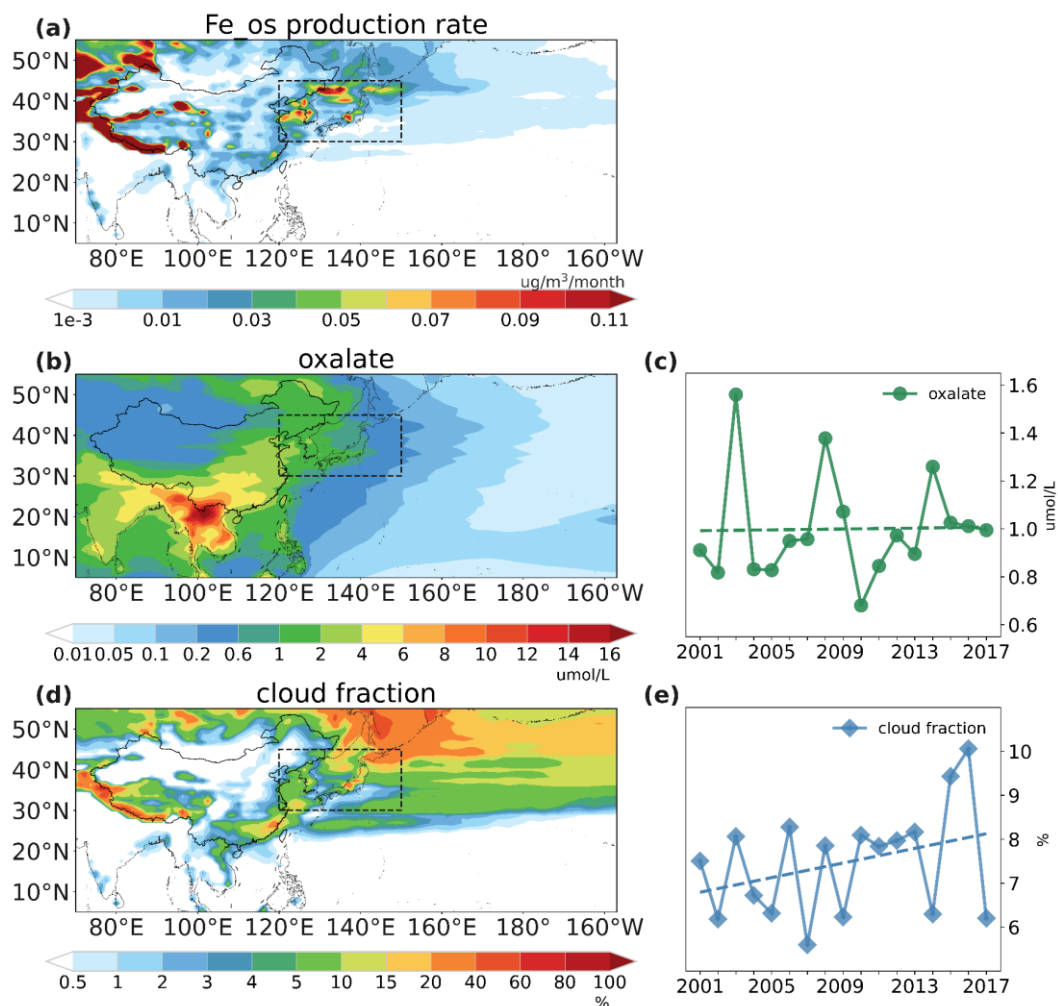 (a) Fe_os production rate
50°N
40°N
30°N
20°N
10°N
80°E 100°E 120°E 140°E 160°E 180° 160°W
ug/m³/month
1e-3 0.01 0.03 0.05 0.07 0.09 0.11
(b) oxalate
50°N
40°N
30°N
20°N
10°N
80°E 100°E 120°E 140°E 160°E 180° 160°W
0.01 0.05 0.1 0.2 0.6 1 2 4 6 8 10 12 14 16
umol/L
(c)
oxalate
1.6
1.4
1.2
1.0
0.8
0.6
umol/L
2001 2005 2009 2013 2017
(d) cloud fraction
50°N
40°N
30°N
20°N
10°N
80°E 100°E 120°E 140°E 160°E 180° 160°W
0.5 1 2 3 4 5 10 15 20 40 60 80 100
%
(e)
cloud fraction
10
9
8
7
6
%
2001 2005 2009 2013 2017